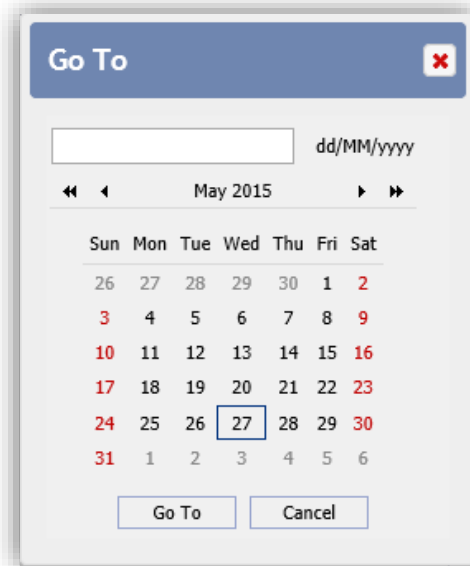 Go To
dd/MM/yyyy
May 2015
Sun Mon Tue Wed Thu Fri Sat
26 27 28 29 30 1 2
3 4 5 6 7 8 9
10 11 12 13 14 15 16
17 18 19 20 21 22 23
24 25 26 27 28 29 30
31 1 2 3 4 5 6
Go To Cancel